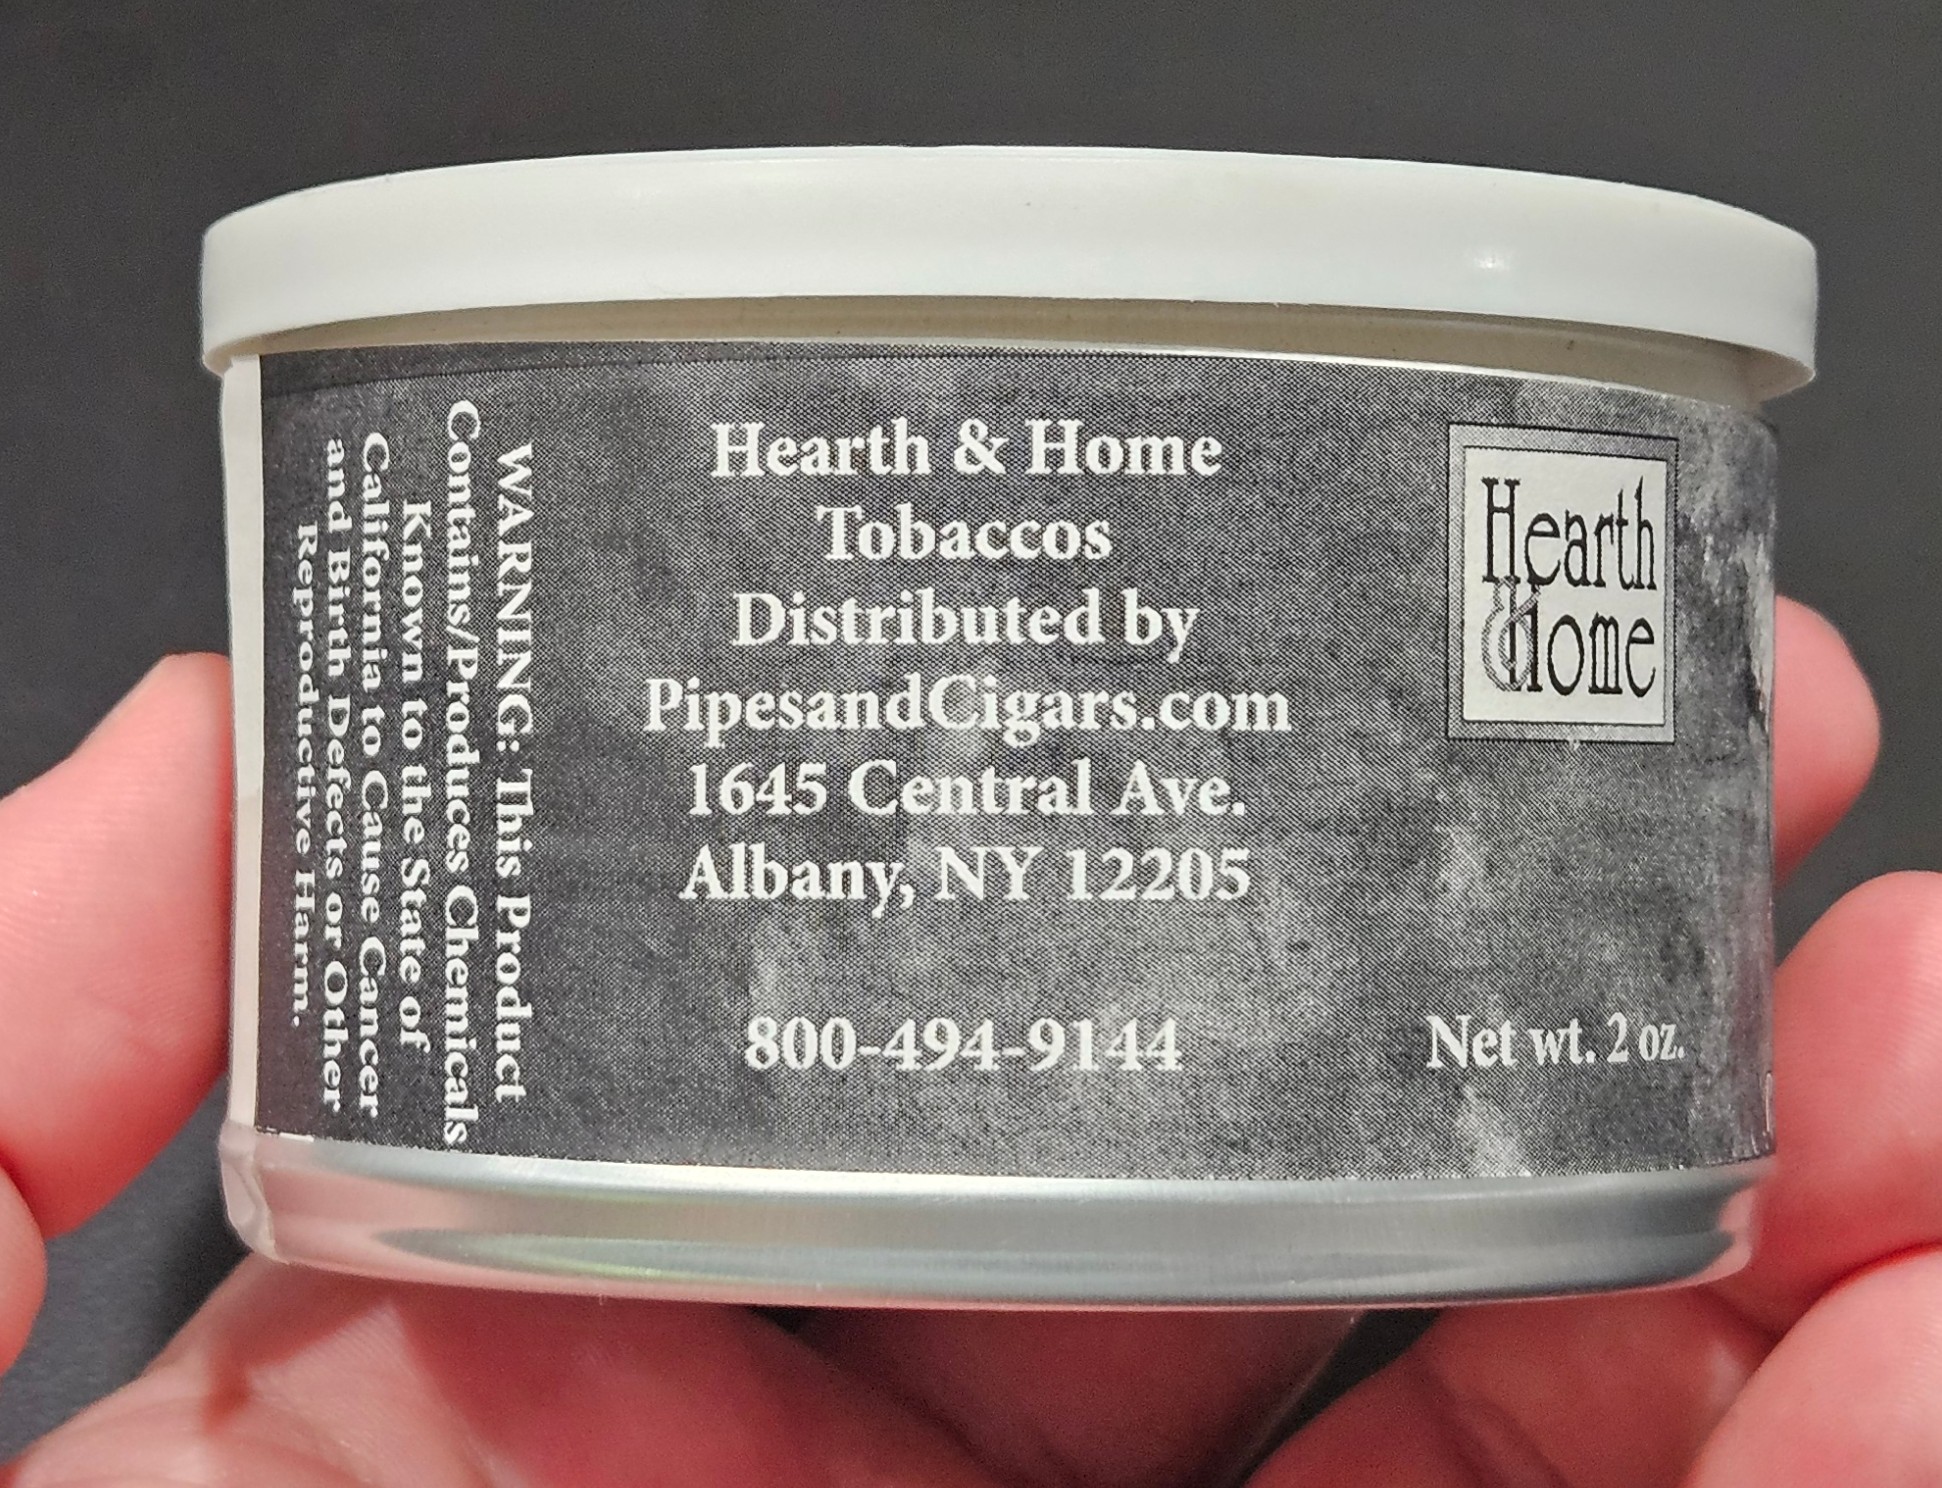 WARNING: This Product
Contains/Produces Chemicals
Known to the State of
California to Cause Cancer
and Birth Defects or Other
Reproductive Harm.
Hearth & Home
Tobaccos
Distributed by
PipesandCigars.com
1645 Central Ave.
Albany, NY 12205
800-494-9144
Hearth
& Home
Net wt. 2 oz.